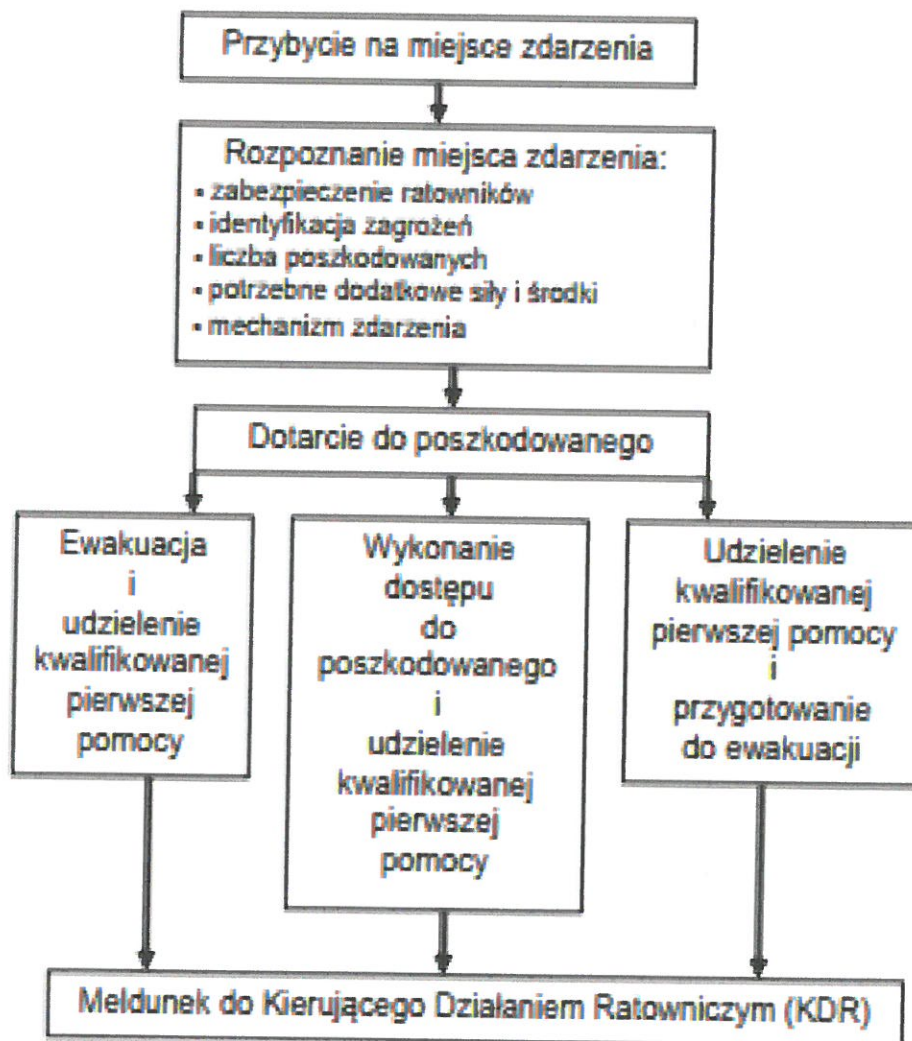 Przybycie na miejsce zdarzenia
Rozpoznanie miejsca zdarzenia:
▪ zabezpieczenie ratowników
▪ identyfikacja zagrożeń
▪ liczba poszkodowanych
▪ potrzebne dodatkowe siły i środki
▪ mechanizm zdarzenia
Dotarcie do poszkodowanego
Ewakuacja
i
udzielenie
kwalifikowanej
pierwszej
pomocy
Wykonanie
dostępu
do
poszkodowanego
i
udzielenie
kwalifikowanej
pierwszej
pomocy
Udzielenie
kwalifikowanej
pierwszej pomocy
i
przygotowanie
do ewakuacji
Meldunek do Kierującego Działaniem Ratowniczym (KDR)